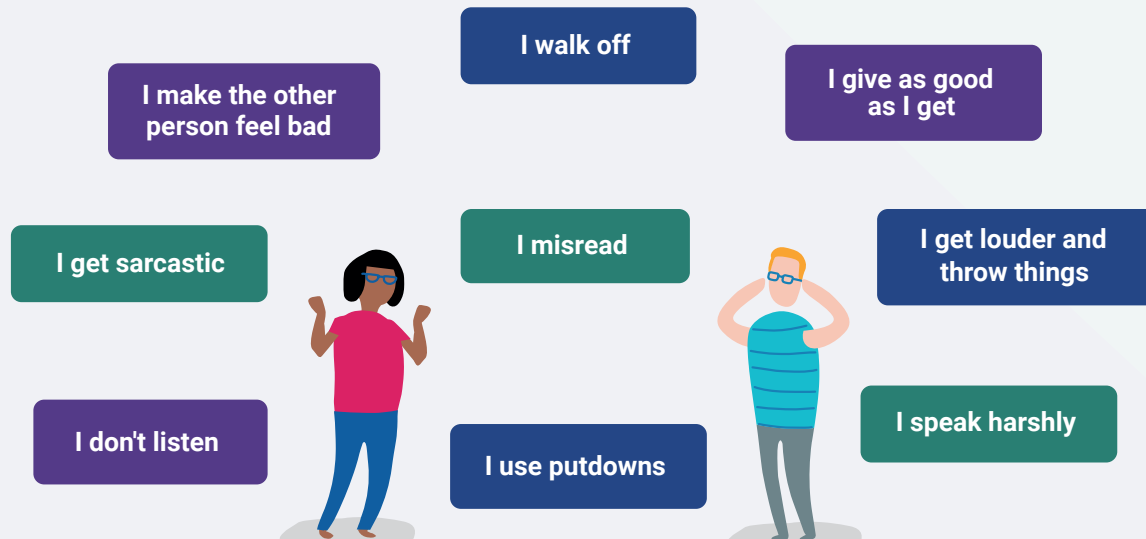 I walk off
I make the other
person feel bad
I give as good
as I get
I get sarcastic
I misread
I get louder and
throw things
I don't listen
I use putdowns
I speak harshly